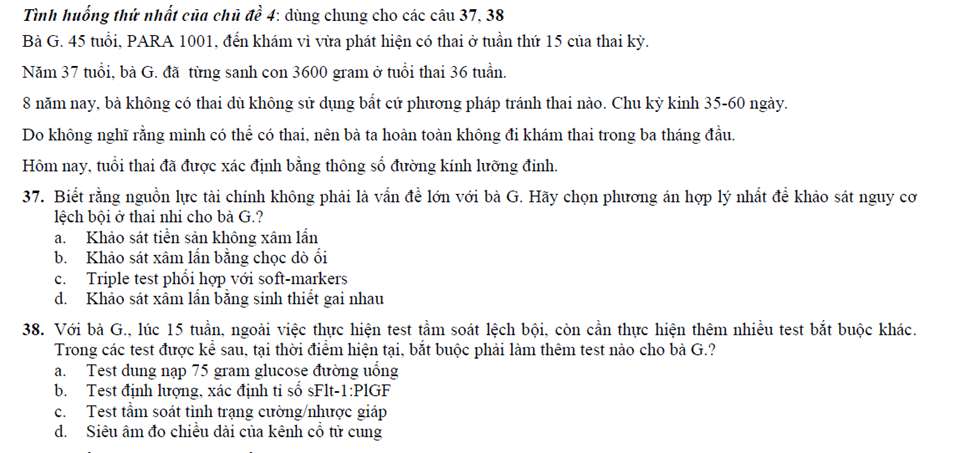 Tình huống thứ nhất của chủ đề 4: dùng chung cho các câu 37, 38
Bà G. 45 tuổi, PARA 1001, đến khám vì vừa phát hiện có thai ở tuần thứ 15 của thai kỳ.
Năm 37 tuổi, bà G. đã từng sanh con 3600 gram ở tuổi thai 36 tuần.
8 năm nay, bà không có thai dù không sử dụng bất cứ phương pháp tránh thai nào. Chu kỳ kinh 35-60 ngày.
Do không nghĩ rằng mình có thể có thai, nên bà ta hoàn toàn không đi khám thai trong ba tháng đầu.
Hôm nay, tuổi thai đã được xác định bằng thông số đường kính lưỡng đỉnh.
37. Biết rằng nguồn lực tài chính không phải là vấn đề lớn với bà G. Hãy chọn phương án hợp lý nhất để khảo sát nguy cơ
lệch bội ở thai nhi cho bà G.?
a. Khảo sát tiền sản không xâm lấn
b. Khảo sát xâm lấn bằng chọc dò ối
c. Triple test phối hợp với soft-markers
d. Khảo sát xâm lấn bằng sinh thiết gai nhau
38. Với bà G., lúc 15 tuần, ngoài việc thực hiện test tầm soát lệch bội, còn cần thực hiện thêm nhiều test bắt buộc khác.
Trong các test được kể sau, tại thời điểm hiện tại, bắt buộc phải làm thêm test nào cho bà G.?
a. Test dung nạp 75 gram glucose đường uống
b. Test định lượng, xác định tỉ số sFlt-1:PlGF
c. Test tầm soát tình trạng cường/nhược giáp
d. Siêu âm đo chiều dài của kênh cổ tử cung